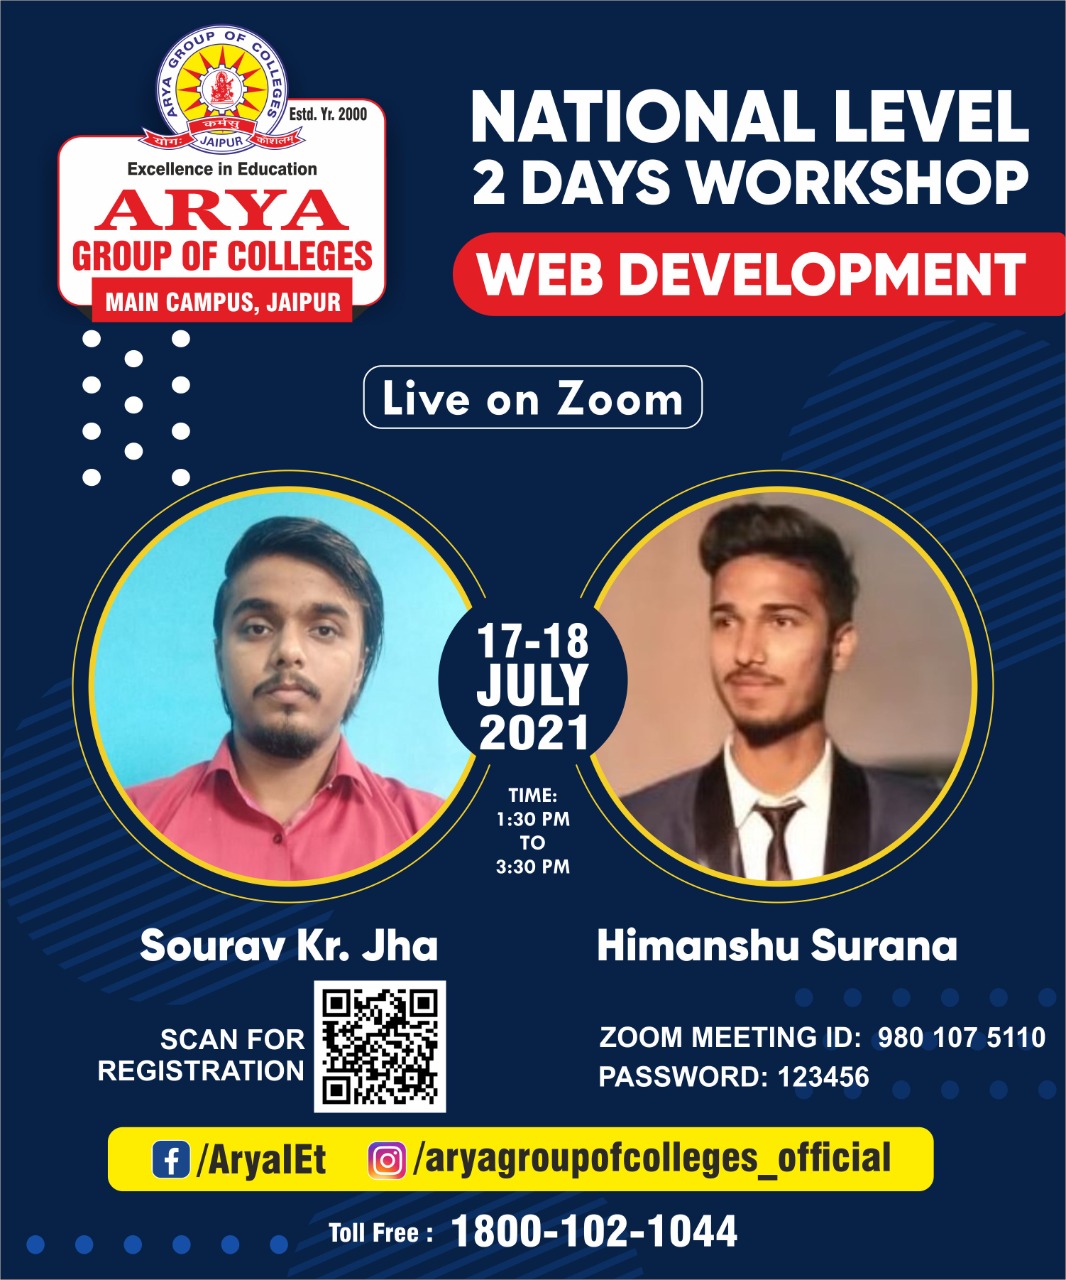 ARYA GROUP OF COLLEGES
योगः कर्मसु कौशलम्
JAIPUR
Estd. Yr. 2000
Excellence in Education
ARYA
GROUP OF COLLEGES
MAIN CAMPUS, JAIPUR
NATIONAL LEVEL
2 DAYS WORKSHOP
WEB DEVELOPMENT
Live on Zoom
17-18
JULY
2021
TIME:
1:30 PM
TO
3:30 PM
Sourav Kr. Jha
Himanshu Surana
SCAN FOR
REGISTRATION
ZOOM MEETING ID: 980 107 5110
PASSWORD: 123456
/AryaIEt
/aryagroupofcolleges_official
Toll Free : 1800-102-1044